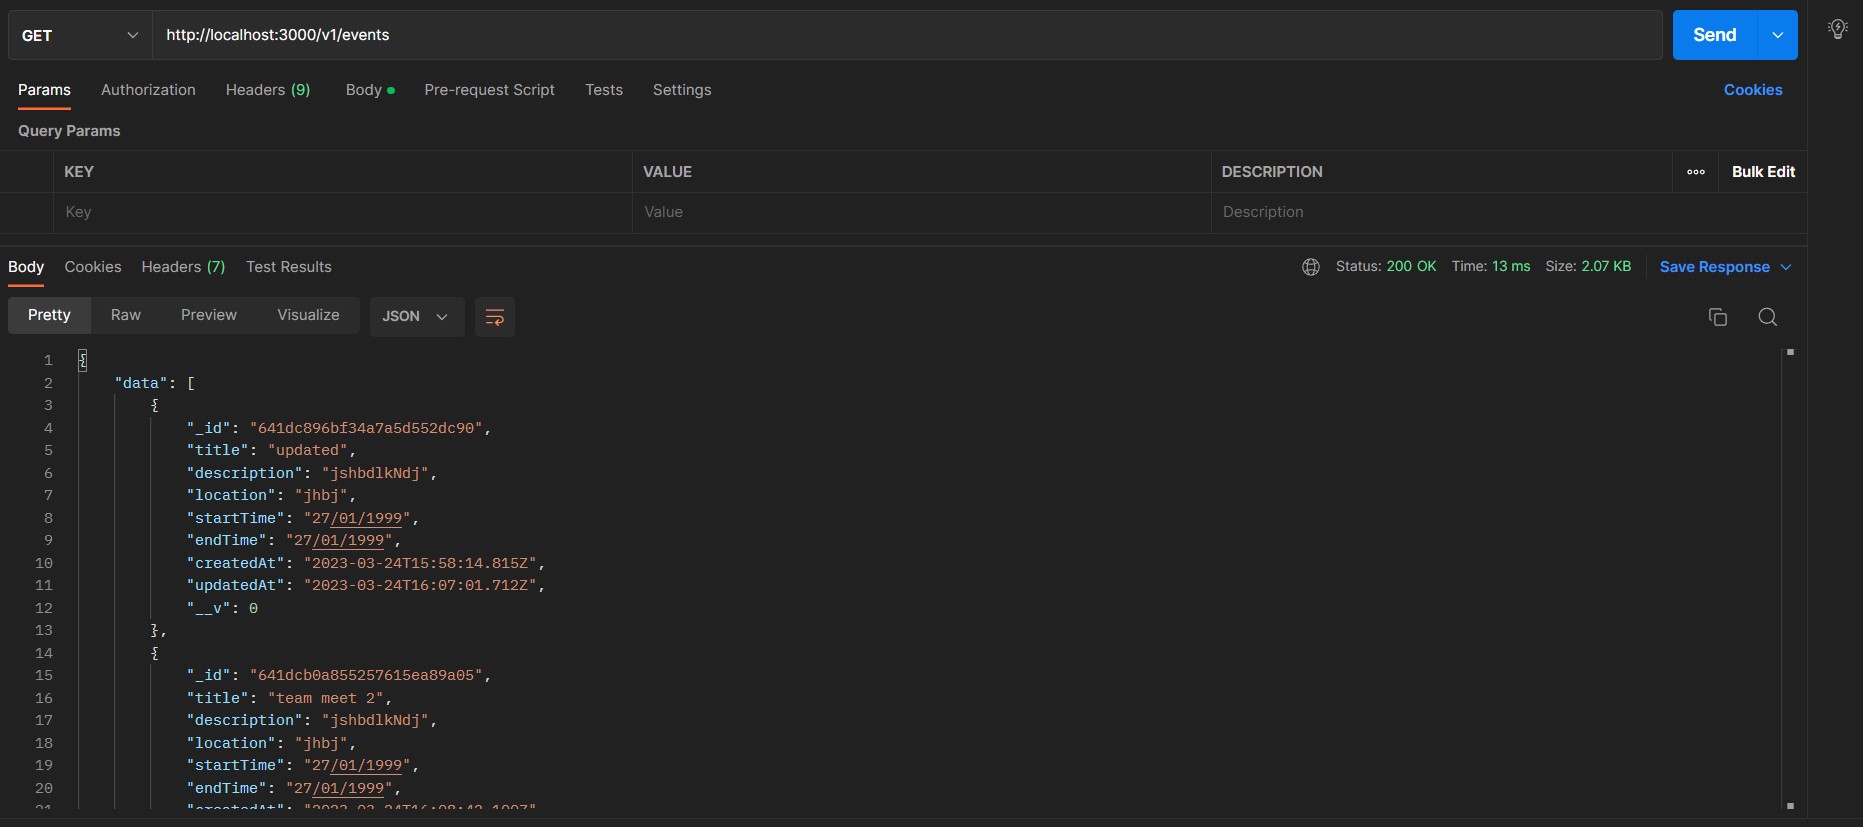 GET http://localhost:3000/v1/events Send
Params Authorization Headers (9) Body Pre-request Script Tests Settings Cookies
Query Params
KEY VALUE DESCRIPTION Bulk Edit
Key Value Description
Body Cookies Headers (7) Test Results Status: 200 OK Time: 13 ms Size: 2.07 KB Save Response
Pretty Raw Preview Visualize JSON
1 {
2 "data": [
3 {
4 "_id": "641dc896bf34a7a5d552dc90",
5 "title": "updated",
6 "description": "jshbdlkNdj",
7 "location": "jhbj",
8 "startTime": "27/01/1999",
9 "endTime": "27/01/1999",
10 "createdAt": "2023-03-24T15:58:14.815Z",
11 "updatedAt": "2023-03-24T16:07:01.712Z",
12 "__v": 0
13 },
14 {
15 "_id": "641dcb0a855257615ea89a05",
16 "title": "team meet 2",
17 "description": "jshbdlkNdj",
18 "location": "jhbj",
19 "startTime": "27/01/1999",
20 "endTime": "27/01/1999",
21 "createdAt":